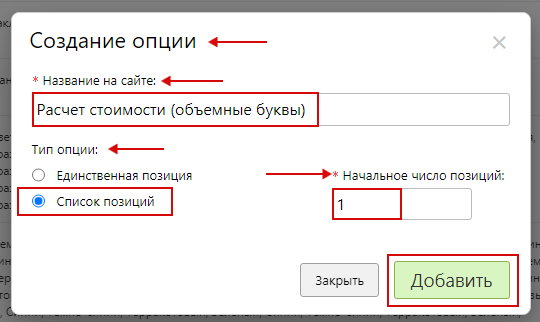 Создание опции
* Название на сайте:
Расчет стоимости (объемные буквы)
Тип опции:
Единственная позиция
* Начальное число позиций:
Список позиций
1
Закрыть
Добавить